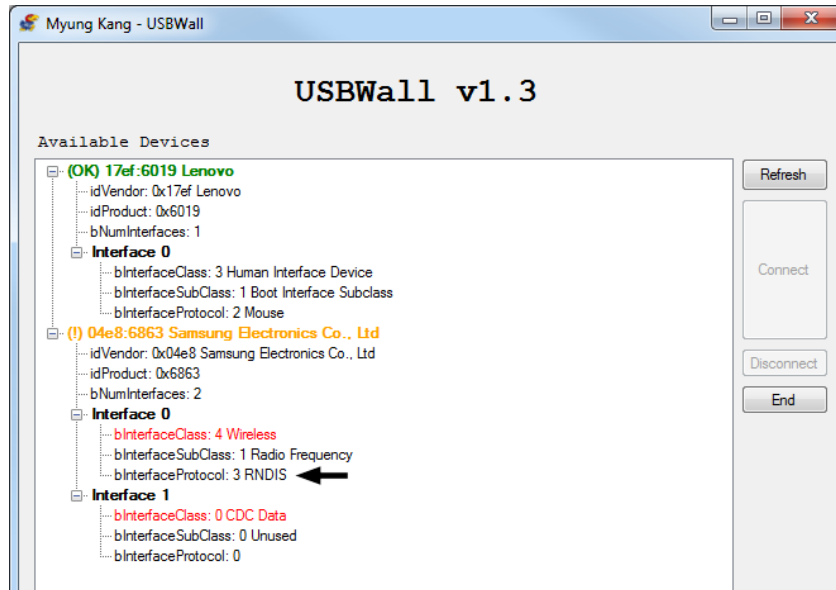 Myung Kang - USBWall
USBWall v1.3
Available Devices
(OK) 17ef:6019 Lenovo
idVendor: 0x17ef Lenovo
idProduct: 0x6019
bNumInterfaces: 1
Interface 0
bInterfaceClass: 3 Human Interface Device
bInterfaceSubClass: 1 Boot Interface Subclass
bInterfaceProtocol: 2 Mouse
(!) 04e8:6863 Samsung Electronics Co., Ltd
idVendor: 0x04e8 Samsung Electronics Co., Ltd
idProduct: 0x6863
bNumInterfaces: 2
Interface 0
bInterfaceClass: 4 Wireless
bInterfaceSubClass: 1 Radio Frequency
bInterfaceProtocol: 3 RNDIS
Interface 1
bInterfaceClass: 0 CDC Data
bInterfaceSubClass: 0 Unused
bInterfaceProtocol: 0
Refresh
Connect
Disconnect
End